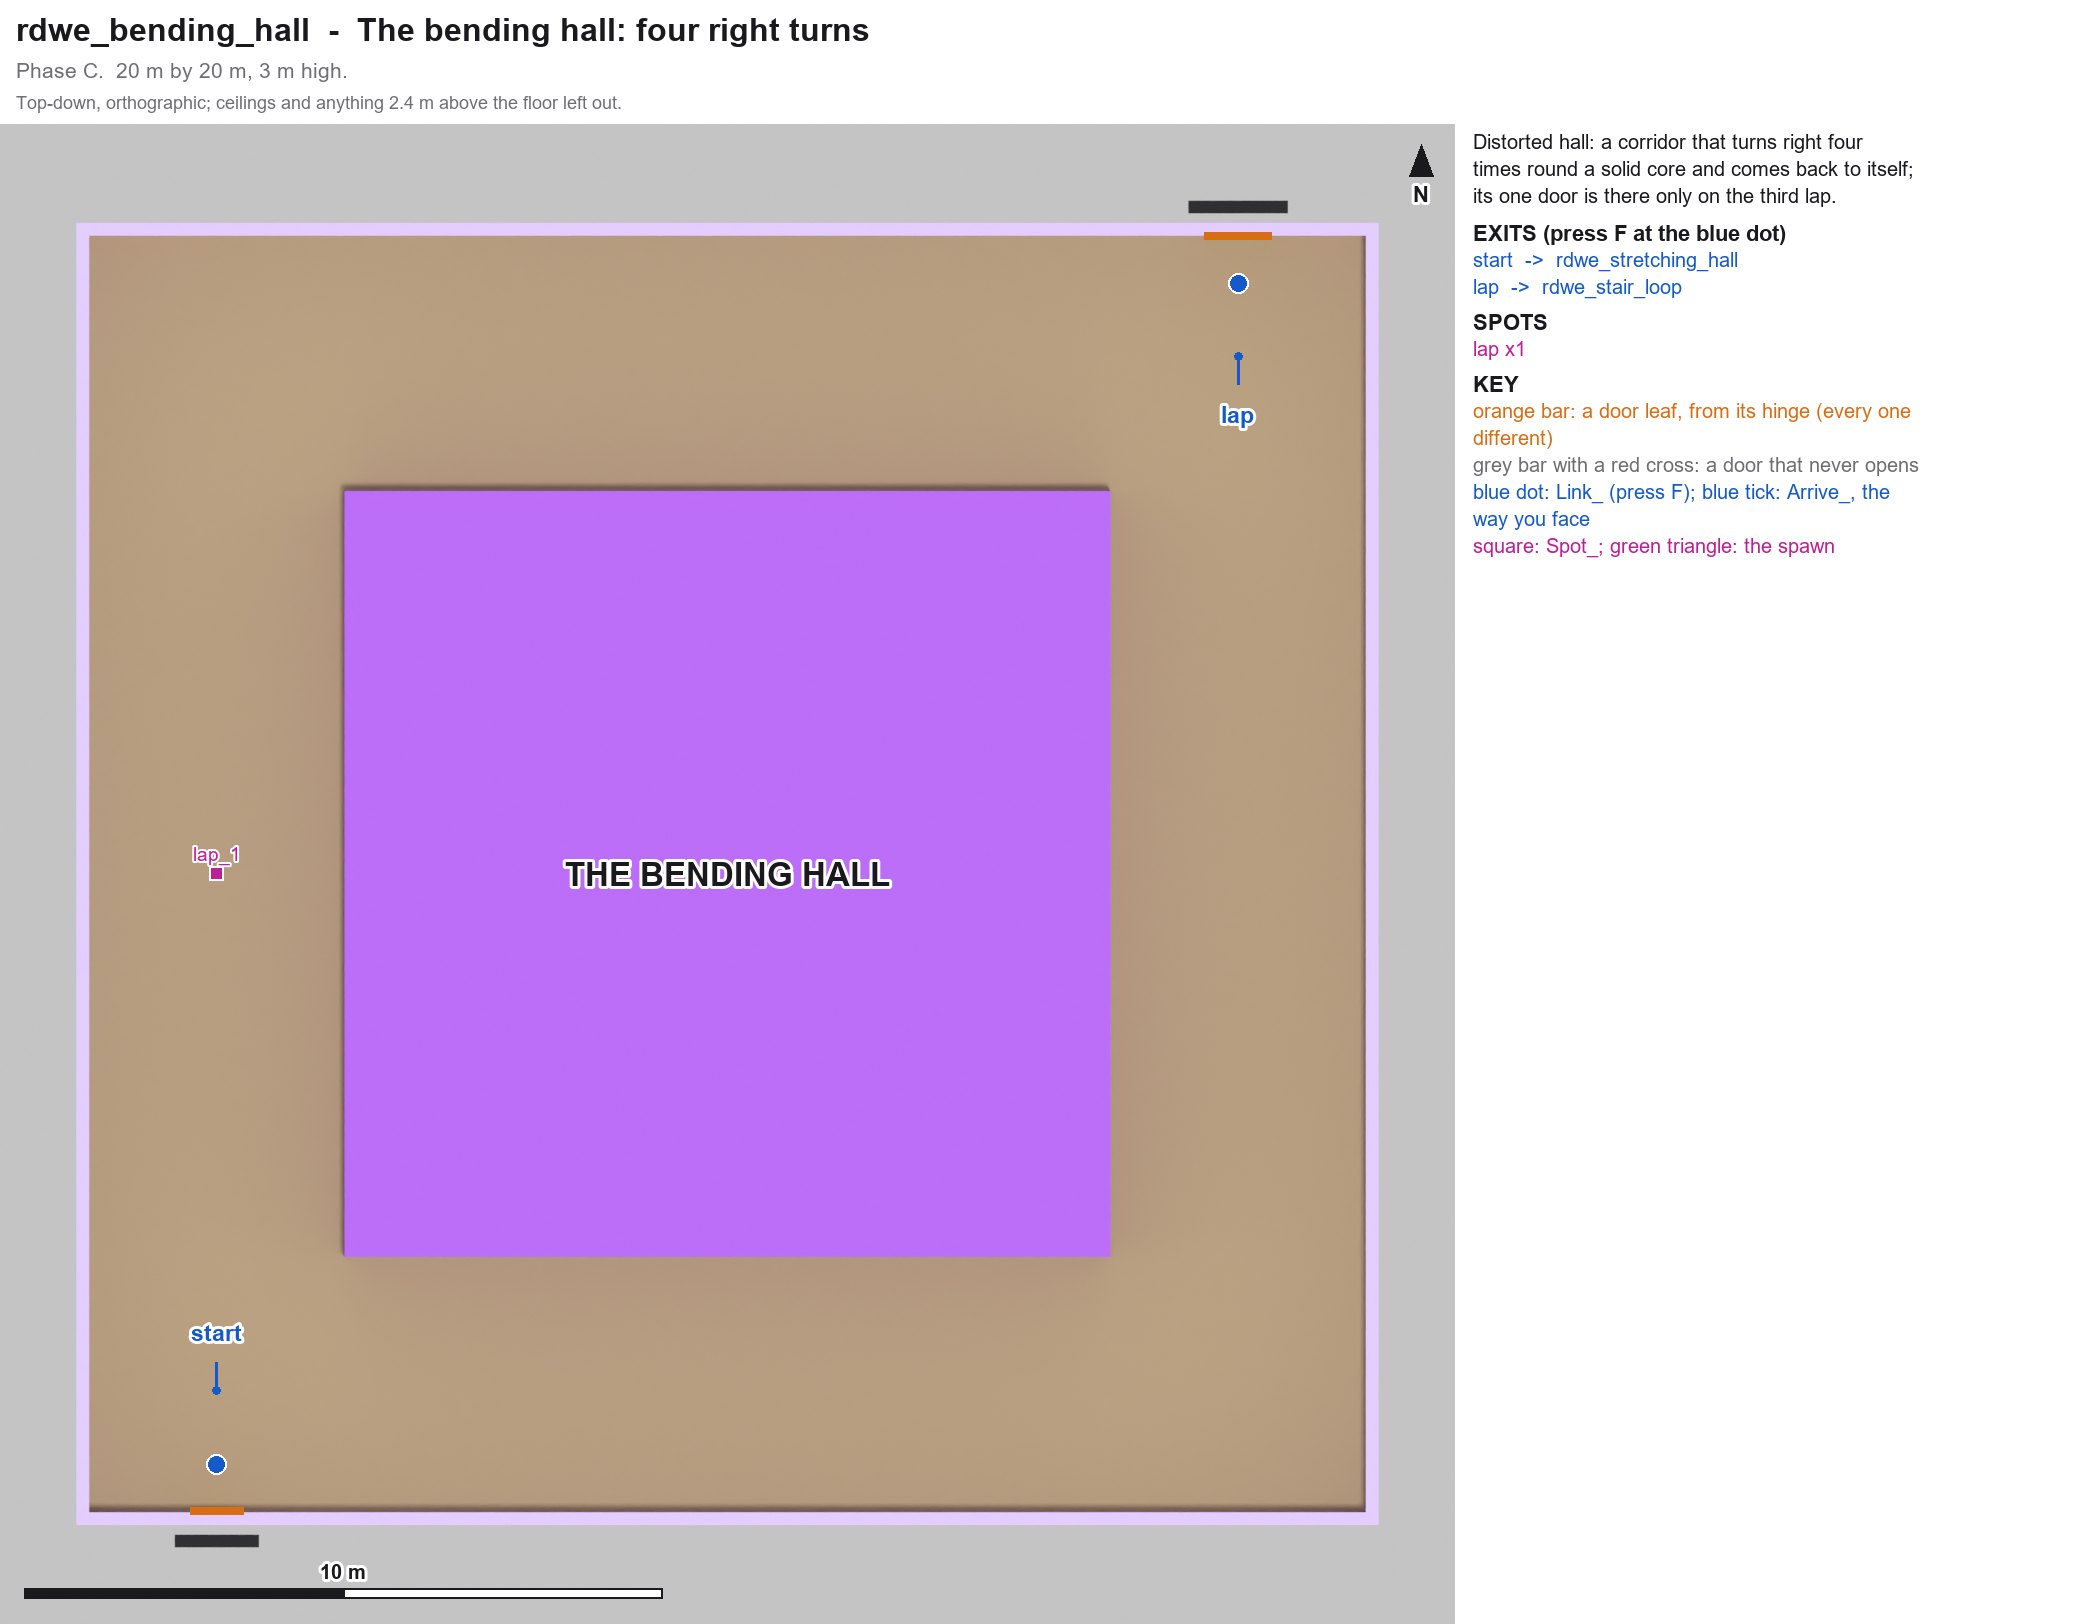 rdwe_bending_hall - The bending hall: four right turns
Phase C. 20 m by 20 m, 3 m high.
Top-down, orthographic; ceilings and anything 2.4 m above the floor left out.
N
lap
lap_1
THE BENDING HALL
start
10 m
Distorted hall: a corridor that turns right four
times round a solid core and comes back to itself;
its one door is there only on the third lap.
EXITS (press F at the blue dot)
start -> rdwe_stretching_hall
lap -> rdwe_stair_loop
SPOTS
lap x1
KEY
orange bar: a door leaf, from its hinge (every one
different)
grey bar with a red cross: a door that never opens
blue dot: Link_ (press F); blue tick: Arrive_, the
way you face
square: Spot_; green triangle: the spawn